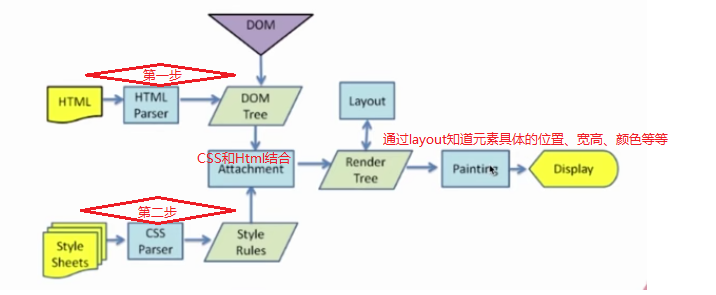 DOM
第一步
HTML
HTML
Parser
DOM
Tree
Layout
通过layout知道元素具体的位置、宽高、颜色等等
CSS和Html结合
Attachment
Render
Tree
Painting
Display
第二步
Style
Sheets
CSS
Parser
Style
Rules